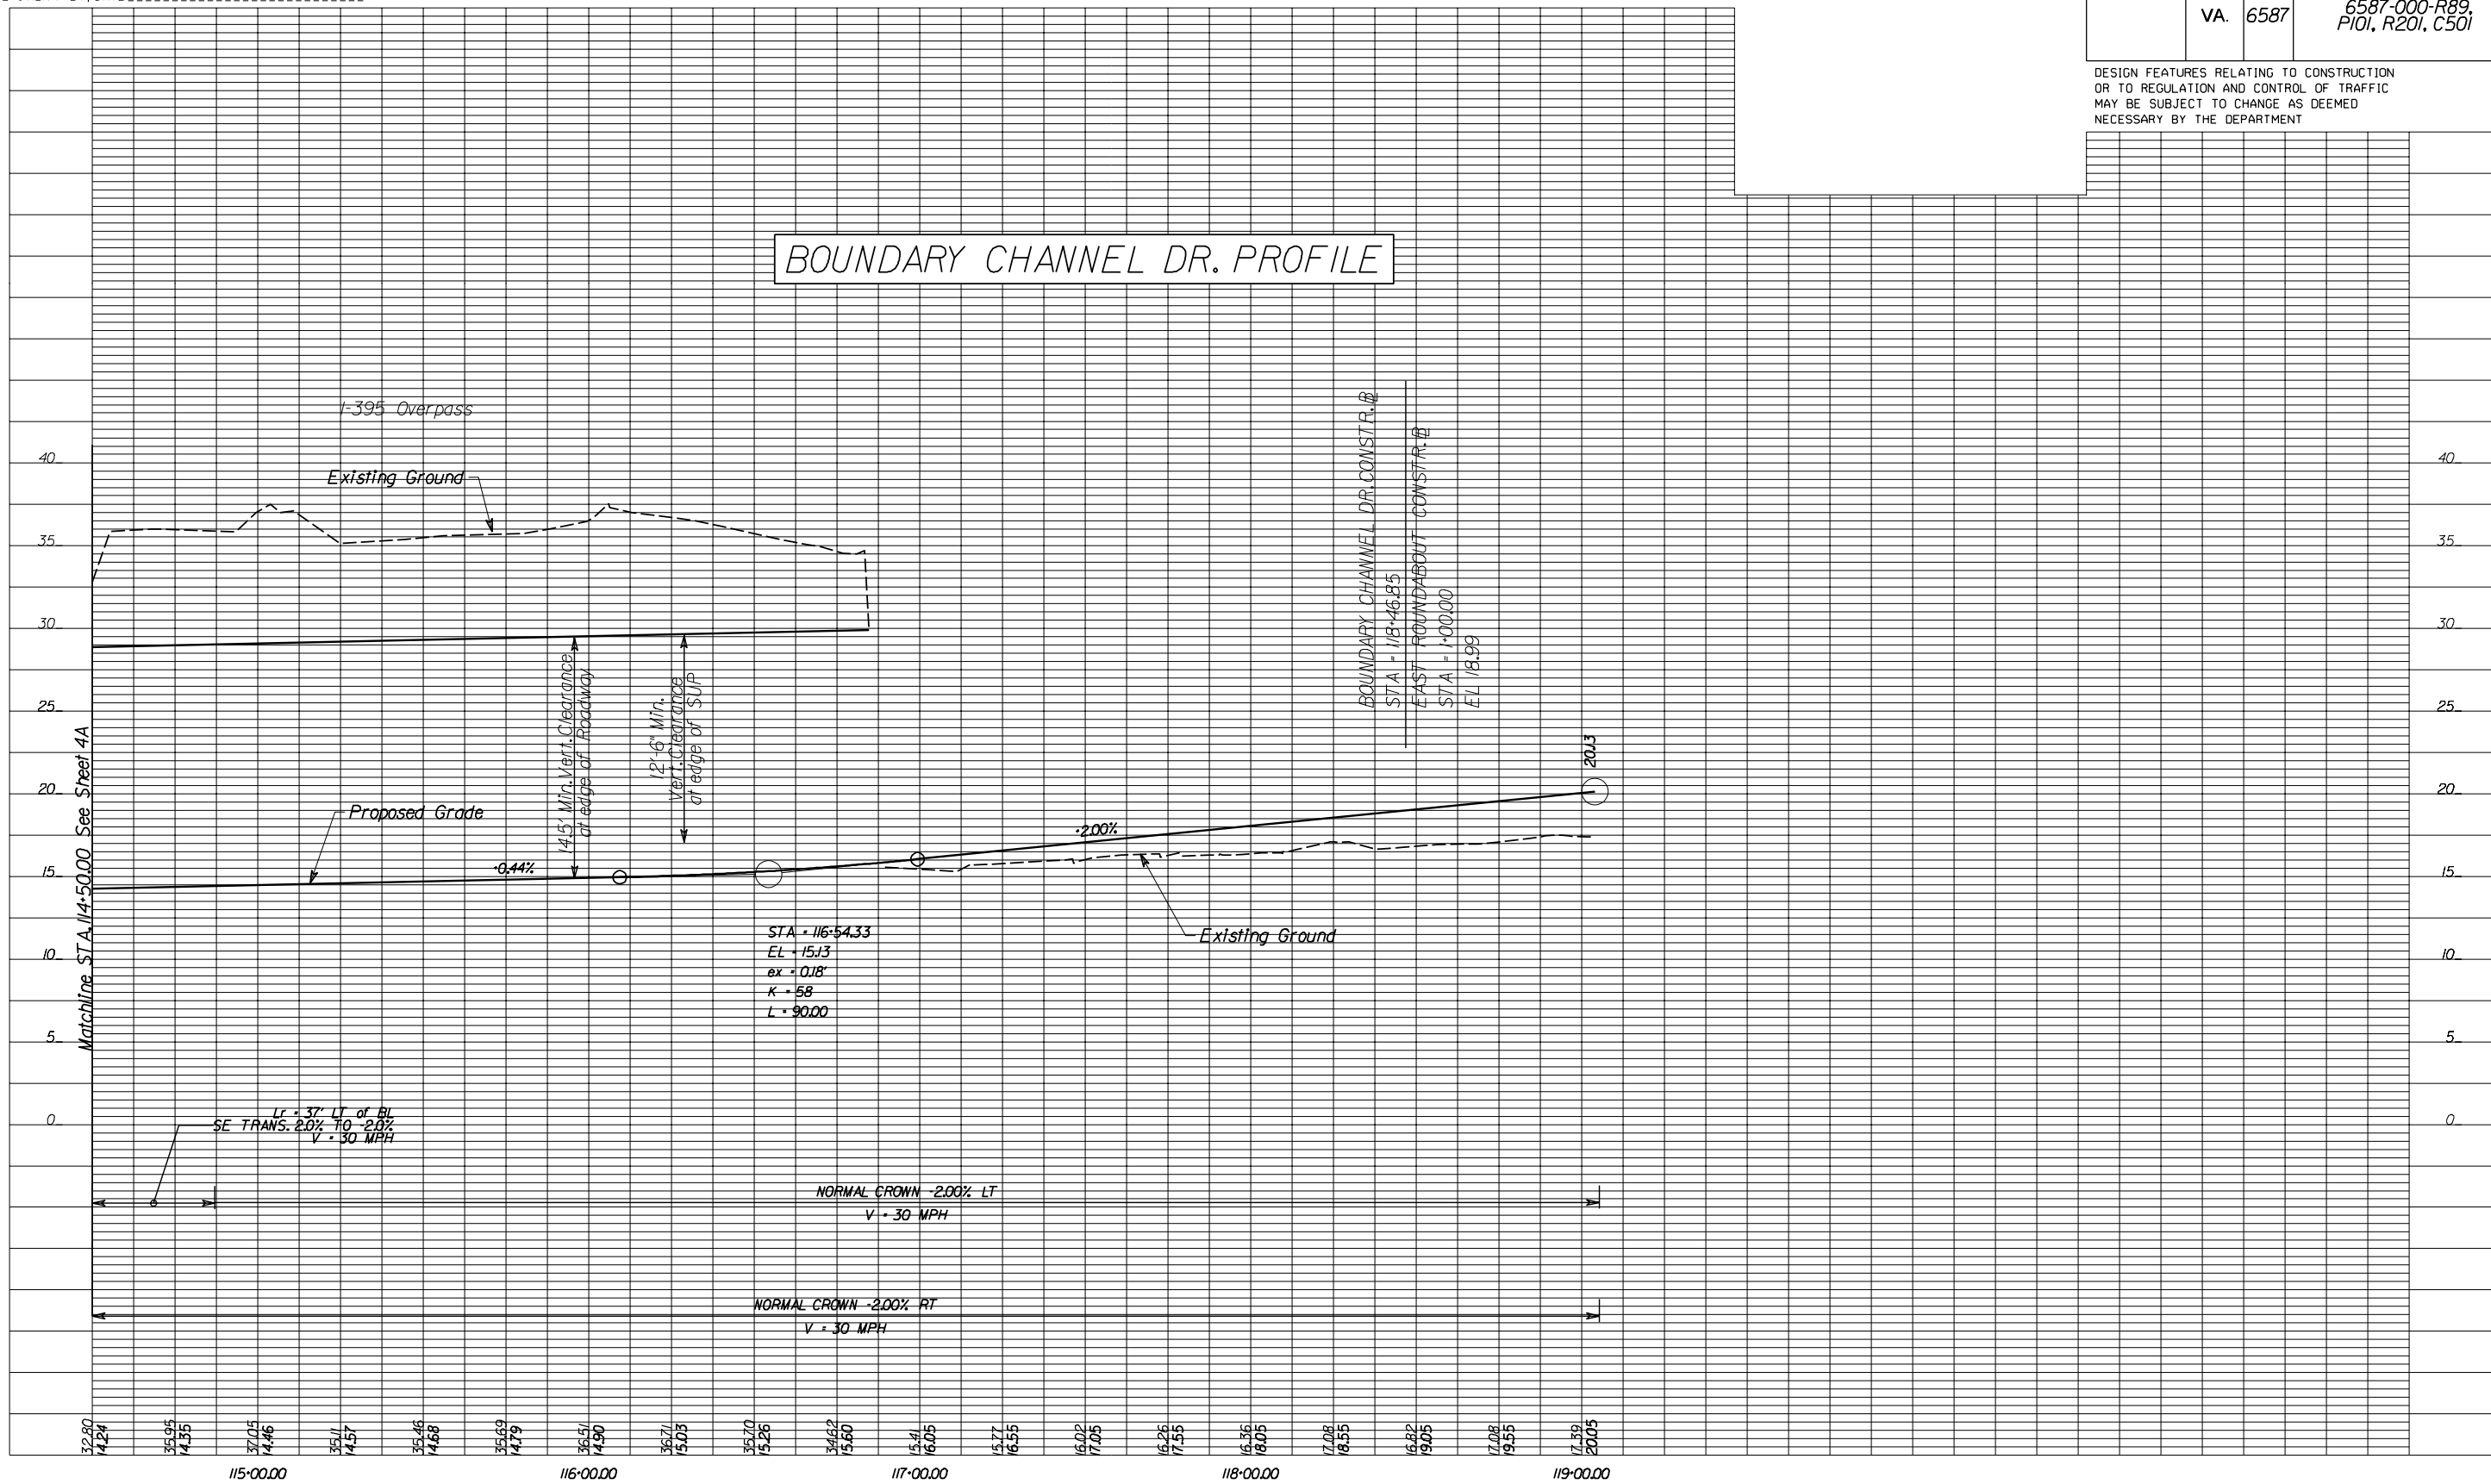 VA.
6587
6587-000-R89,
P101, R201, C501
DESIGN FEATURES RELATING TO CONSTRUCTION
OR TO REGULATION AND CONTROL OF TRAFFIC
MAY BE SUBJECT TO CHANGE AS DEEMED
NECESSARY BY THE DEPARTMENT
BOUNDARY CHANNEL DR. PROFILE
I-395 Overpass
Existing Ground
40
35
30
25
20
15
10
5
0
40
35
30
25
20
15
10
5
0
Matchline STA. 114+50.00 See Sheet 4A
Proposed Grade
+0.44%
14.5' Min. Vert. Clearance
at edge of Roadway
12'-6" Min.
Vert. Clearance
at edge of SUP
STA = 116+54.33
EL = 15.13
ex = 0.18'
K = 58
L = 90.00
+2.00%
Existing Ground
BOUNDARY CHANNEL DR. CONSTR. BL
STA = 118+46.85
EAST ROUNDABOUT CONSTR. BL
STA = 1+00.00
EL 18.99
20.13
Lr = 37' LT of BL
SE TRANS. 2.0% TO -2.0%
V = 30 MPH
NORMAL CROWN -2.00% LT
V = 30 MPH
NORMAL CROWN -2.00% RT
V = 30 MPH
32.80
14.24
35.95
14.35
37.05
14.46
35.11
14.57
35.46
14.68
35.69
14.79
36.51
14.90
36.71
15.03
35.70
15.26
34.62
15.60
15.41
16.05
15.77
16.55
16.02
17.05
16.26
17.55
16.36
18.05
17.08
18.55
16.82
19.05
17.08
19.55
17.39
20.05
115+00.00
116+00.00
117+00.00
118+00.00
119+00.00